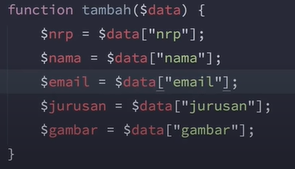 function tambah($data) {
$nrp = $data["nrp"];
$nama = $data["nama"];
$email = $data["email"];
$jurusan = $data["jurusan"];
$gambar = $data["gambar"];
}